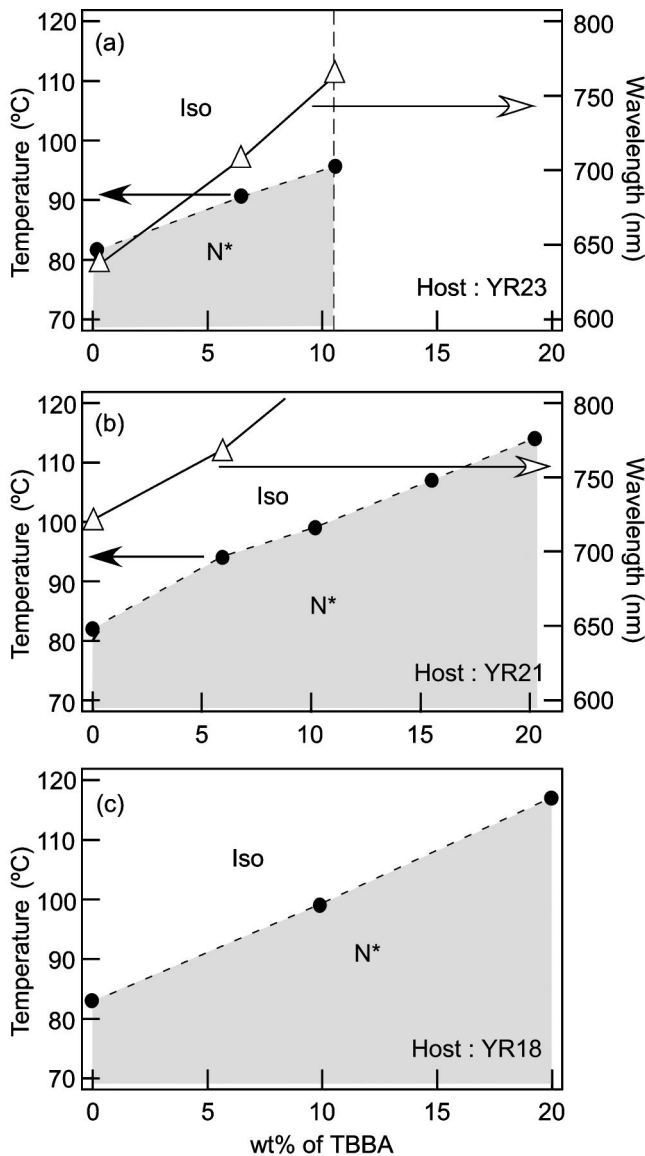 (a)
120
110
100
90
80
70
Temperature (ºC)
Iso
N*
Host : YR23
800
750
700
650
600
Wavelength (nm)
0 5 10 15 20
(b)
120
110
100
90
80
70
Temperature (ºC)
Iso
N*
Host : YR21
800
750
700
650
600
Wavelength (nm)
0 5 10 15 20
(c)
120
110
100
90
80
70
Temperature (ºC)
Iso
N*
Host : YR18
0 5 10 15 20
wt% of TBBA